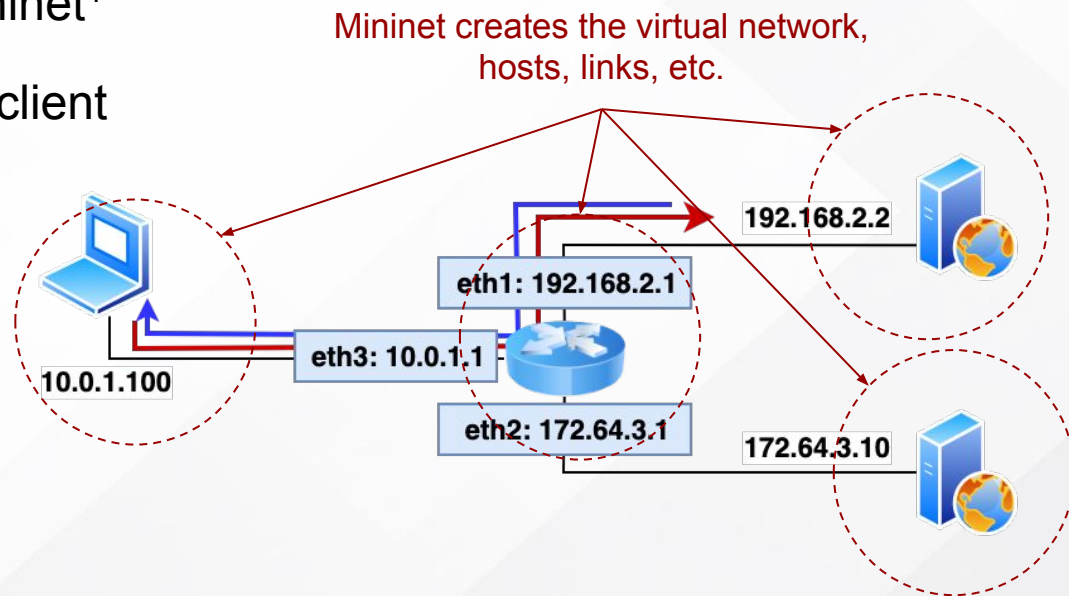 ninet*
client
Mininet creates the virtual network,
hosts, links, etc.
192.168.2.2
eth1: 192.168.2.1
eth3: 10.0.1.1
10.0.1.100
eth2: 172.64.3.1
172.64.3.10